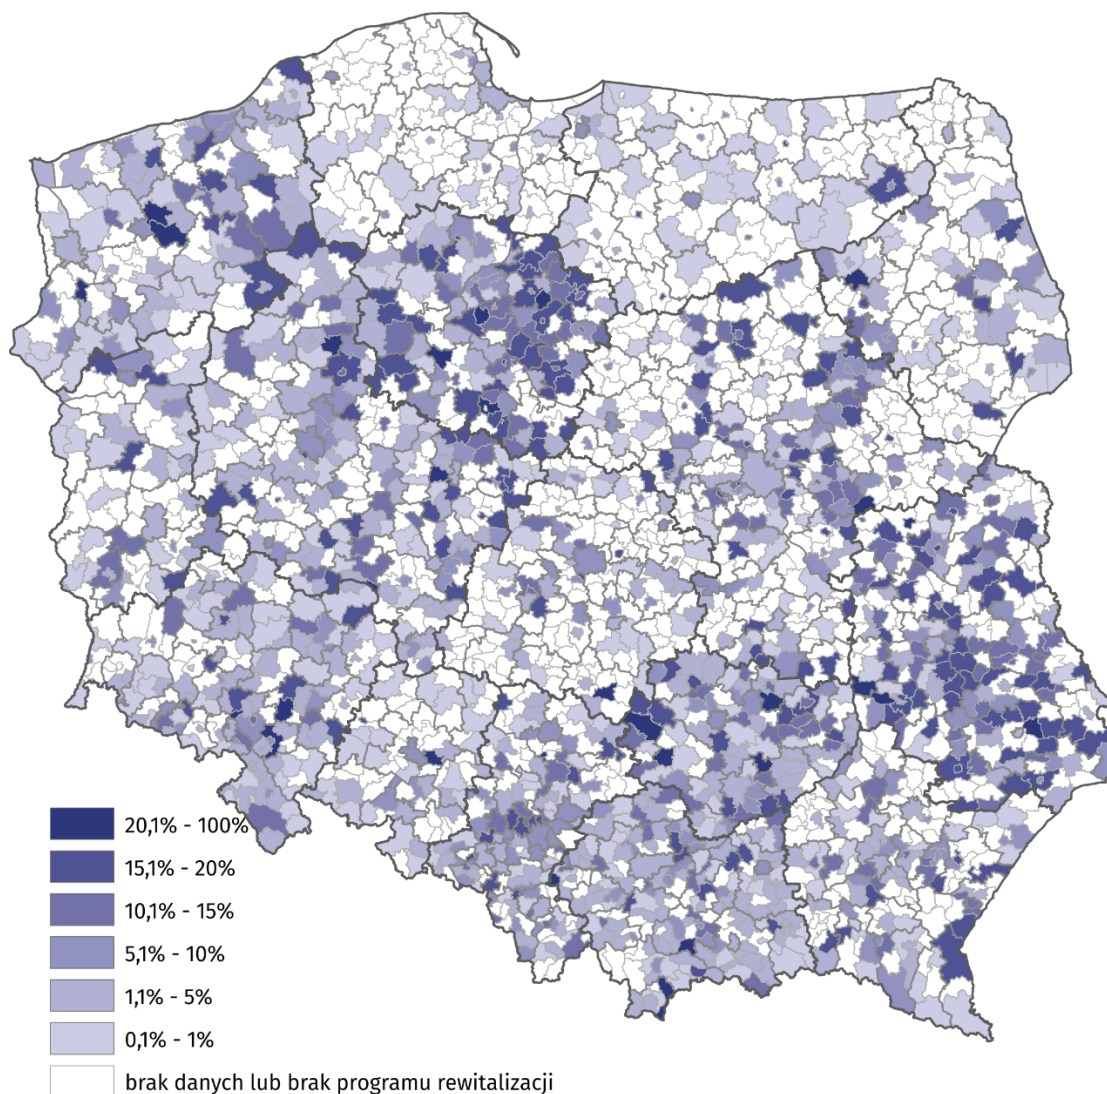 20,1% - 100%
15,1% - 20%
10,1% - 15%
5,1% - 10%
1,1% - 5%
0,1% - 1%
brak danych lub brak programu rewitalizacji